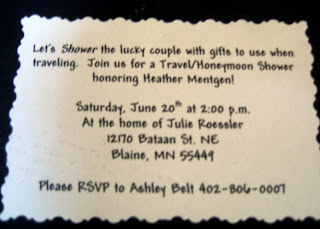 Let's Shower the lucky couple with gifts to use when
traveling. Join us for a Travel/Honeymoon Shower
honoring Heather Mentgen!
Saturday, June 20th at 2:00 p.m.
At the home of Julie Roessler
12170 Bataan St. NE
Blaine, MN 55449
Please RSVP to Ashley Belt 402-806-0007